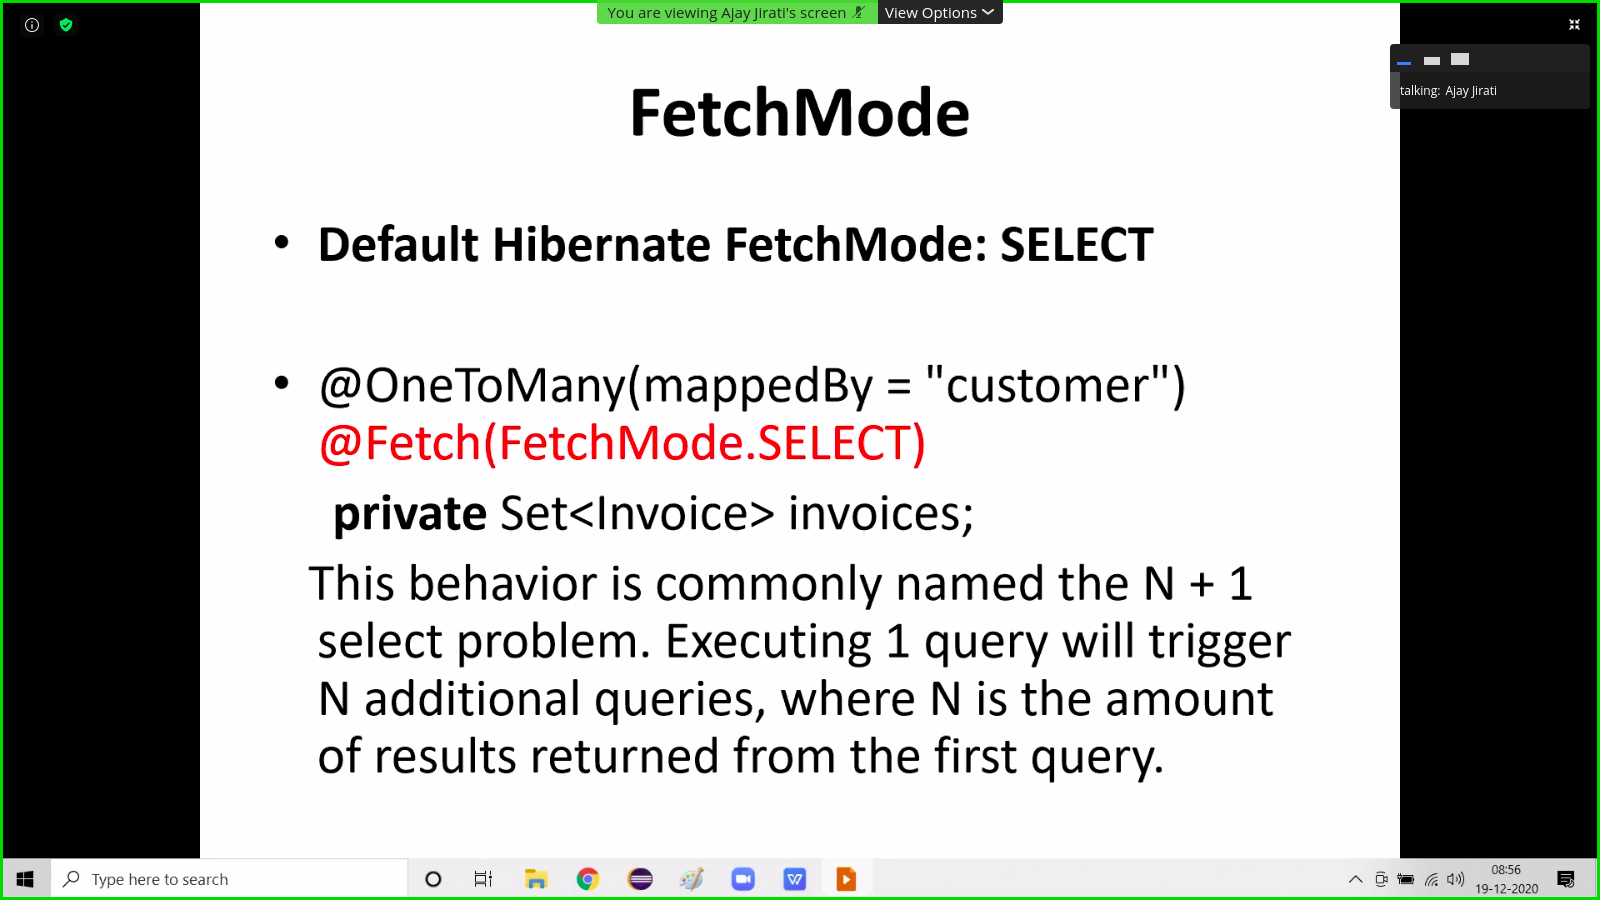 You are viewing Ajay Jirati's screen View Options
talking: Ajay Jirati
FetchMode
• Default Hibernate FetchMode: SELECT
• @OneToMany(mappedBy = "customer")
@Fetch(FetchMode.SELECT)
private Set<Invoice> invoices;
This behavior is commonly named the N + 1
select problem. Executing 1 query will trigger
N additional queries, where N is the amount
of results returned from the first query.
Type here to search
08:56
19-12-2020